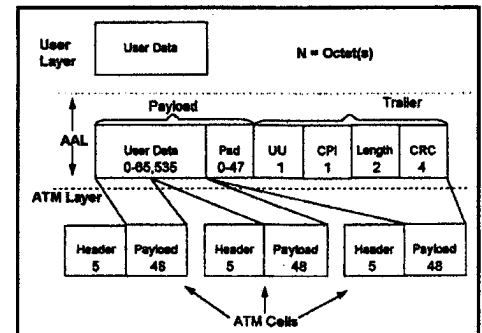 User Layer
User Data
N = Octet(s)
Payload
Trailer
AAL
User Data 0-65,535
Pad 0-47
UU 1
CPI 1
Length 2
CRC 4
ATM Layer
Header 5
Payload 48
Header 5
Payload 48
Header 5
Payload 48
ATM Cells